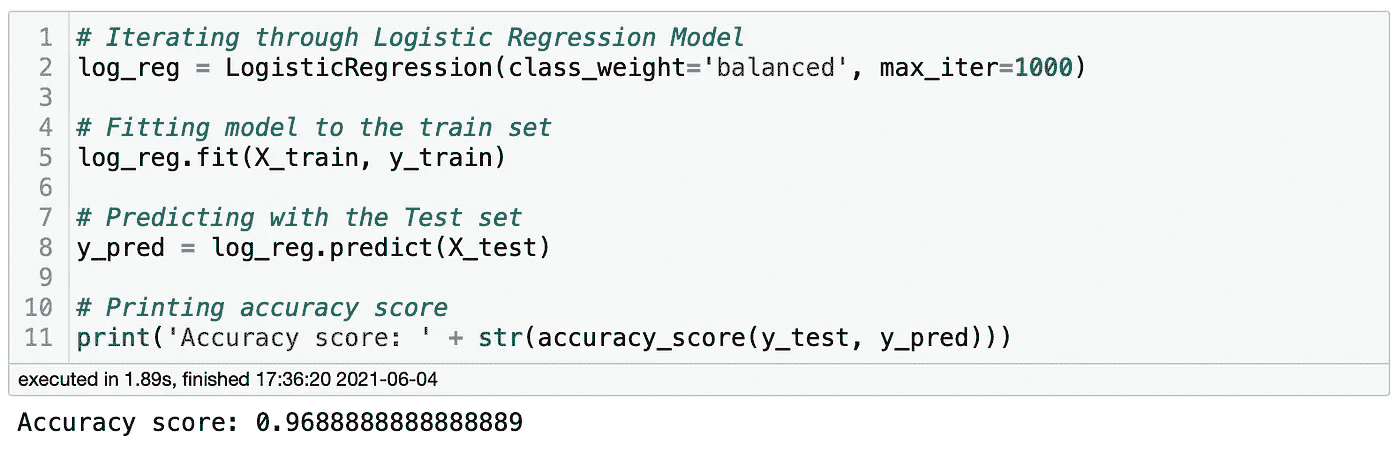 1 # Iterating through Logistic Regression Model
2 log_reg = LogisticRegression(class_weight='balanced', max_iter=1000)
3
4 # Fitting model to the train set
5 log_reg.fit(X_train, y_train)
6
7 # Predicting with the Test set
8 y_pred = log_reg.predict(X_test)
9
10 # Printing accuracy score
11 print('Accuracy score: ' + str(accuracy_score(y_test, y_pred)))
executed in 1.89s, finished 17:36:20 2021-06-04
Accuracy score: 0.9688888888888889